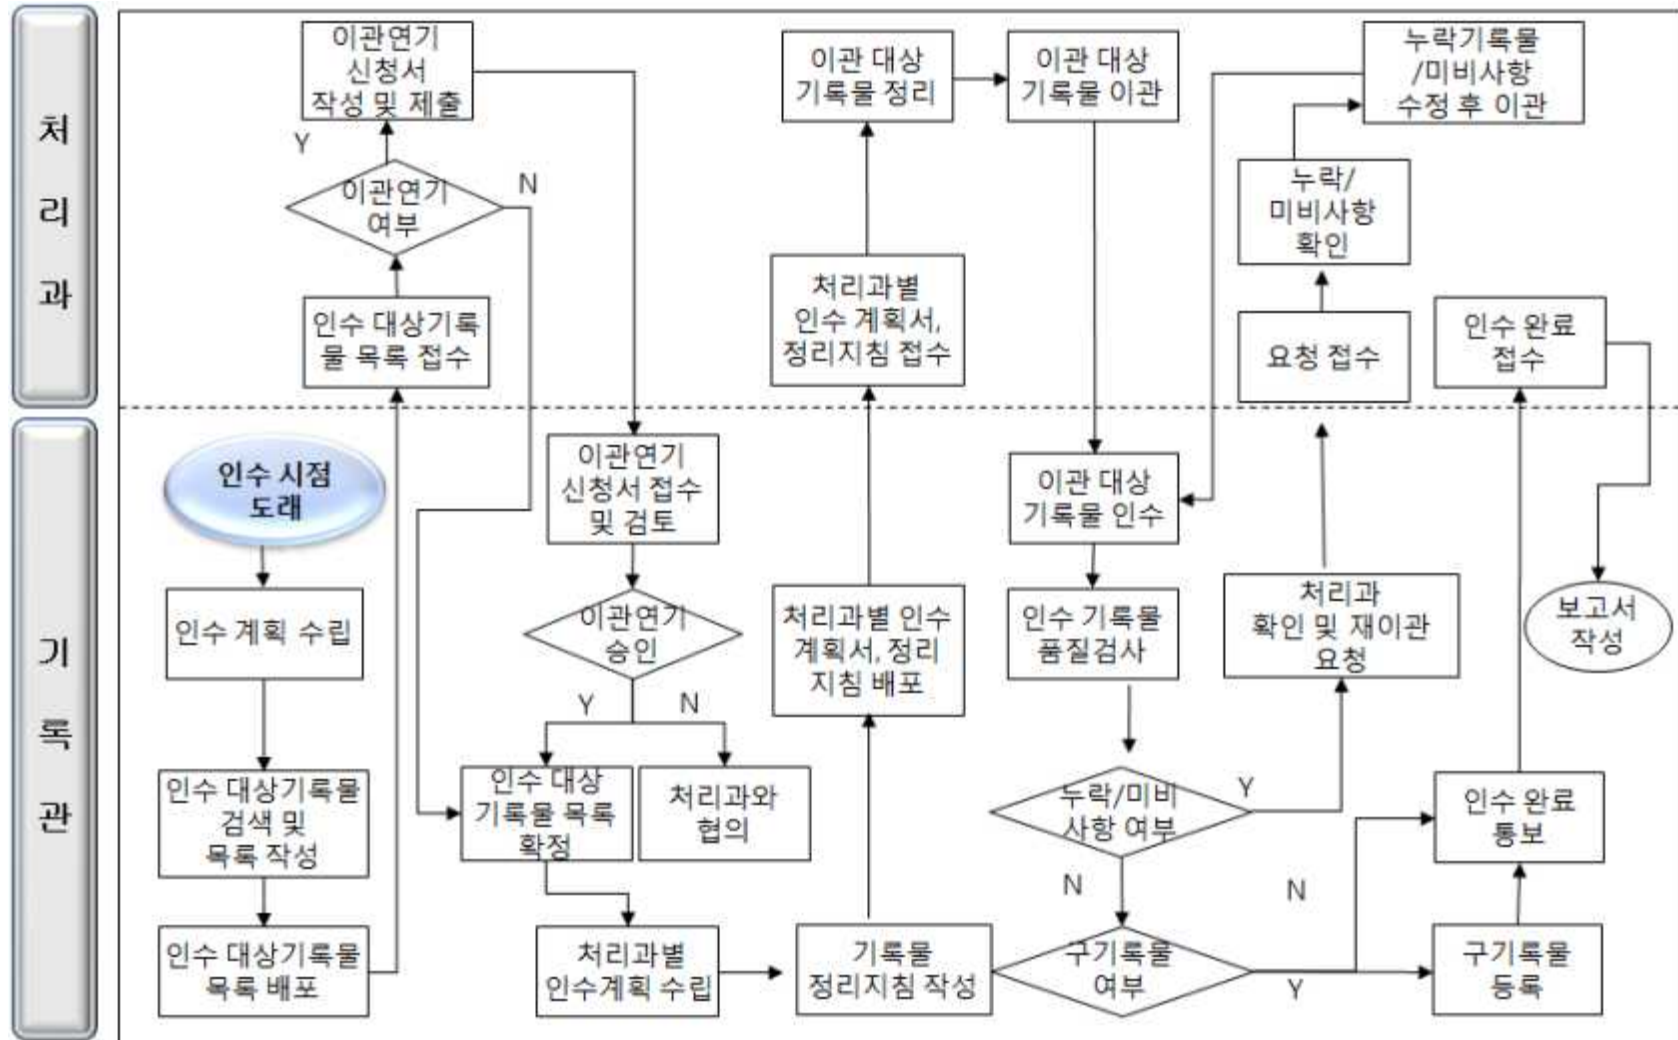 처
리
과
이관연기
신청서
작성 및 제출
Y
이관연기
여부
N
인수 대상기록
물 목록 접수
이관 대상
기록물 정리
이관 대상
기록물 이관
처리과별
인수 계획서,
정리지침 접수
누락기록물
/미비사항
수정 후 이관
누락/
미비사항
확인
요청 접수
인수 완료
접수
기
록
관
인수 시점
도래
인수 계획 수립
인수 대상기록물
검색 및
목록 작성
인수 대상기록물
목록 배포
이관연기
신청서 접수
및 검토
이관연기
승인
Y
N
인수 대상
기록물 목록
확정
처리과와
협의
처리과별
인수계획 수립
처리과별 인수
계획서, 정리
지침 배포
기록물
정리지침 작성
이관 대상
기록물 인수
인수 기록물
품질검사
누락/미비
사항 여부
Y
N
구기록물
여부
N
Y
처리과
확인 및 재이관
요청
인수 완료
통보
구기록물
등록
보고서
작성